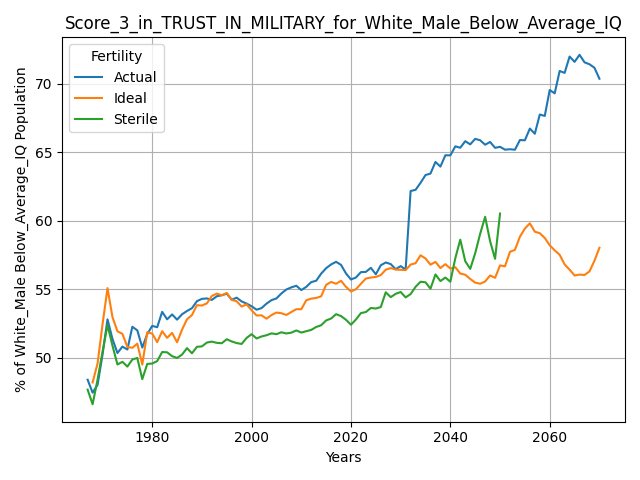 Score_3_in_TRUST_IN_MILITARY_for_White_Male_Below_Average_IQ
Fertility
Actual
Ideal
Sterile
% of White_Male Below_Average_IQ Population
70
65
60
55
50
1980
2000
2020
2040
2060
Years